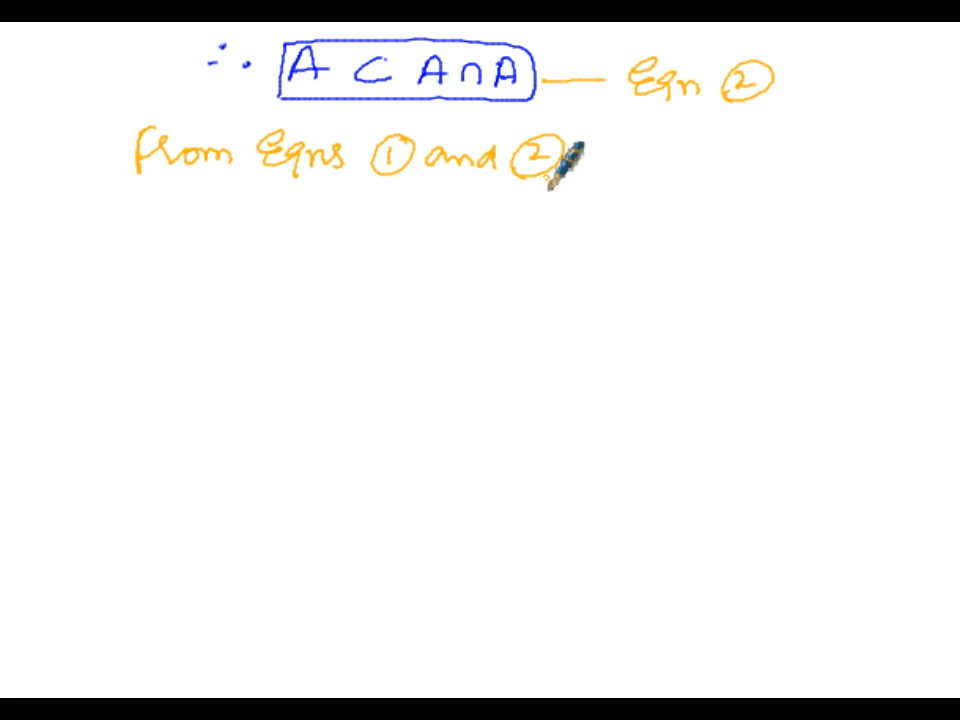 ∴ A ⊂ A∩A — Eqn ②
from Eqns ① and ②